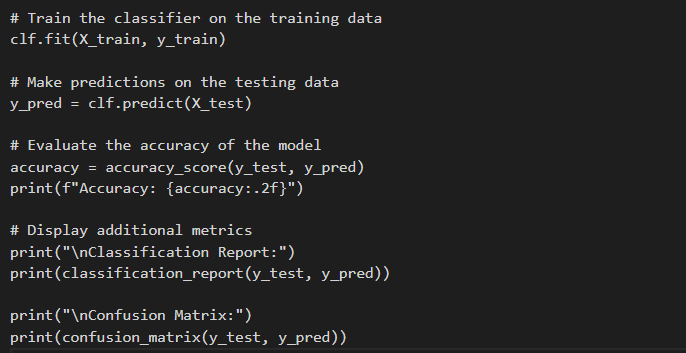 # Train the classifier on the training data
clf.fit(X_train, y_train)
# Make predictions on the testing data
y_pred = clf.predict(X_test)
# Evaluate the accuracy of the model
accuracy = accuracy_score(y_test, y_pred)
print(f"Accuracy: {accuracy:.2f}")
# Display additional metrics
print("\nClassification Report:")
print(classification_report(y_test, y_pred))
print("\nConfusion Matrix:")
print(confusion_matrix(y_test, y_pred))